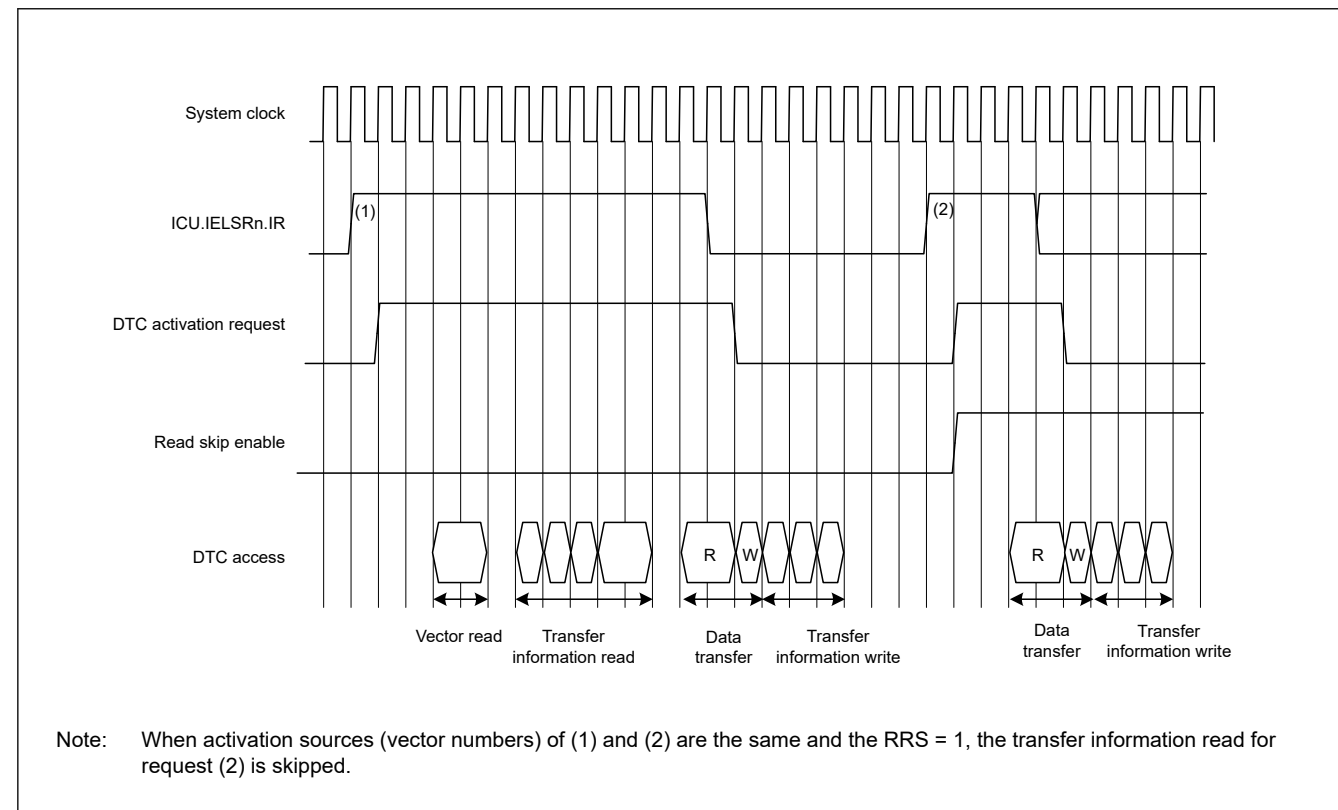 System clock
(1)
(2)
ICU.IELSRn.IR
DTC activation request
Read skip enable
DTC access
R
W
R
W
Vector read
Transfer
information read
Data
transfer
Transfer
information write
Data
transfer
Transfer
information write
Note: When activation sources (vector numbers) of (1) and (2) are the same and the RRS = 1, the transfer information read for
request (2) is skipped.